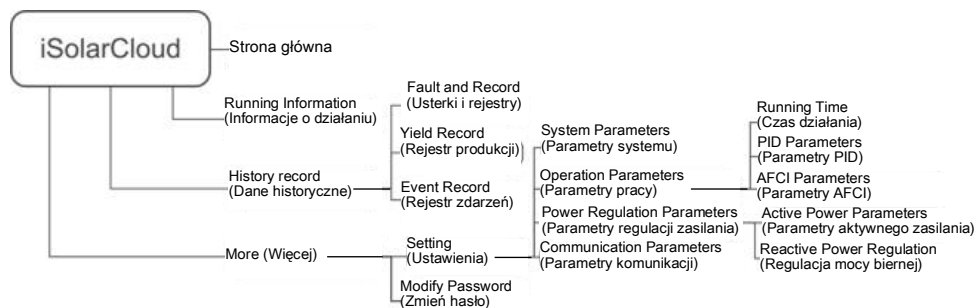 iSolarCloud
Strona główna
Running Information
(Informacje o działaniu)
History record
(Dane historyczne)
More (Więcej)
Fault and Record
(Usterki i rejestry)
Yield Record
(Rejestr produkcji)
Event Record
(Rejestr zdarzeń)
Setting
(Ustawienia)
Modify Password
(Zmień hasło)
System Parameters
(Parametry systemu)
Operation Parameters
(Parametry pracy)
Power Regulation Parameters
(Parametry regulacji zasilania)
Communication Parameters
(Parametry komunikacji)
Running Time
(Czas działania)
PID Parameters
(Parametry PID)
AFCI Parameters
(Parametry AFCI)
Active Power Parameters
(Parametry aktywnego zasilania)
Reactive Power Regulation
(Regulacja mocy biernej)